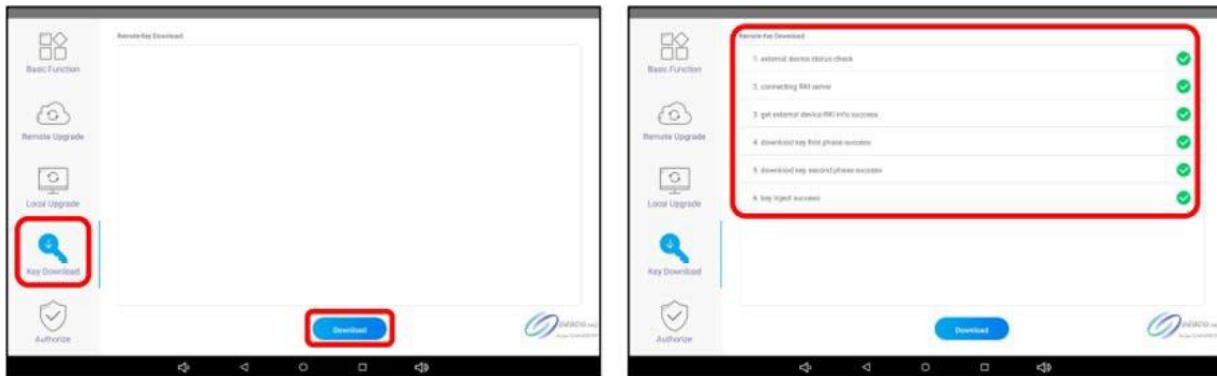 Remote Key Download
Basic Function
Remote Upgrade
Local Upgrade
Key Download
Authorize
Download
Remote Key Download
1. external device status check
2. connecting RKI server
3. get external device RKI info success
4. download key first phase success
5. download key second phase success
6. key inject success
Basic Function
Remote Upgrade
Local Upgrade
Key Download
Authorize
Download